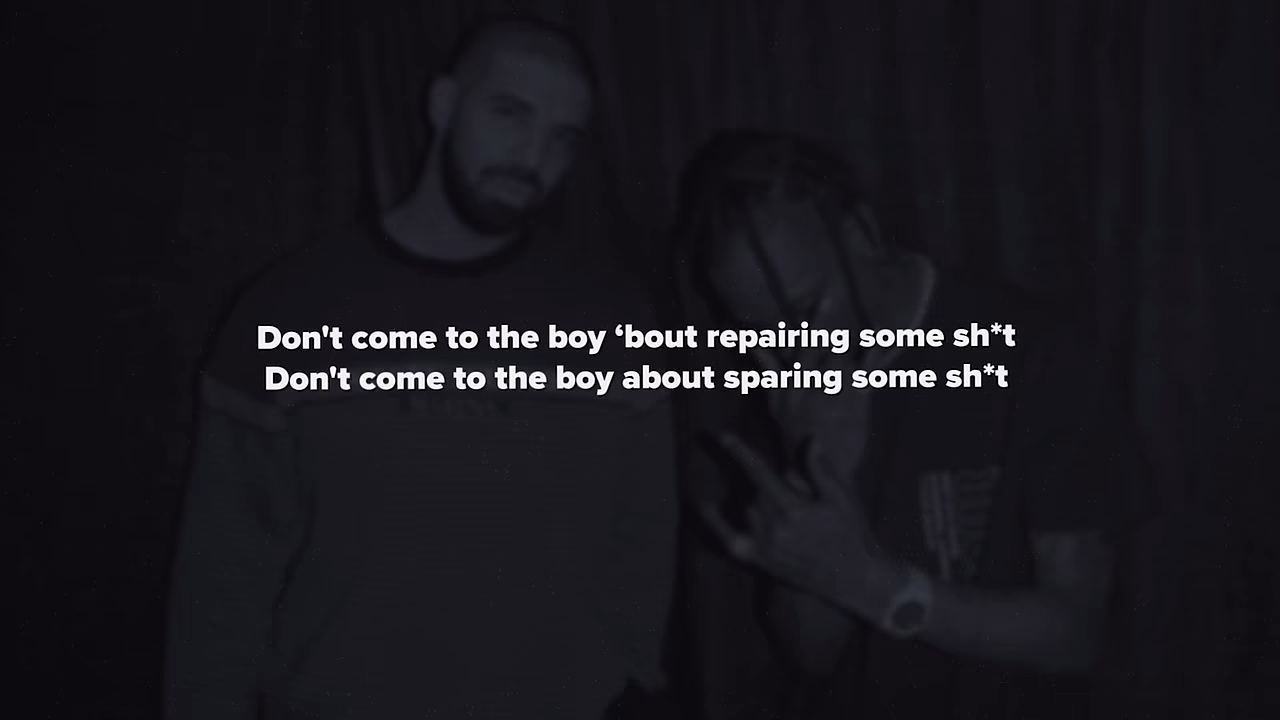 Don't come to the boy ‘bout repairing some sh*t
Don't come to the boy about sparing some sh*t